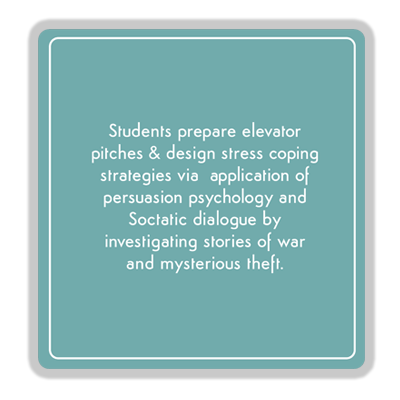 Students prepare elevator
pitches & design stress coping
strategies via  application of
persuasion psychology and
Soctatic dialogue by
investigating stories of war
and mysterious theft.